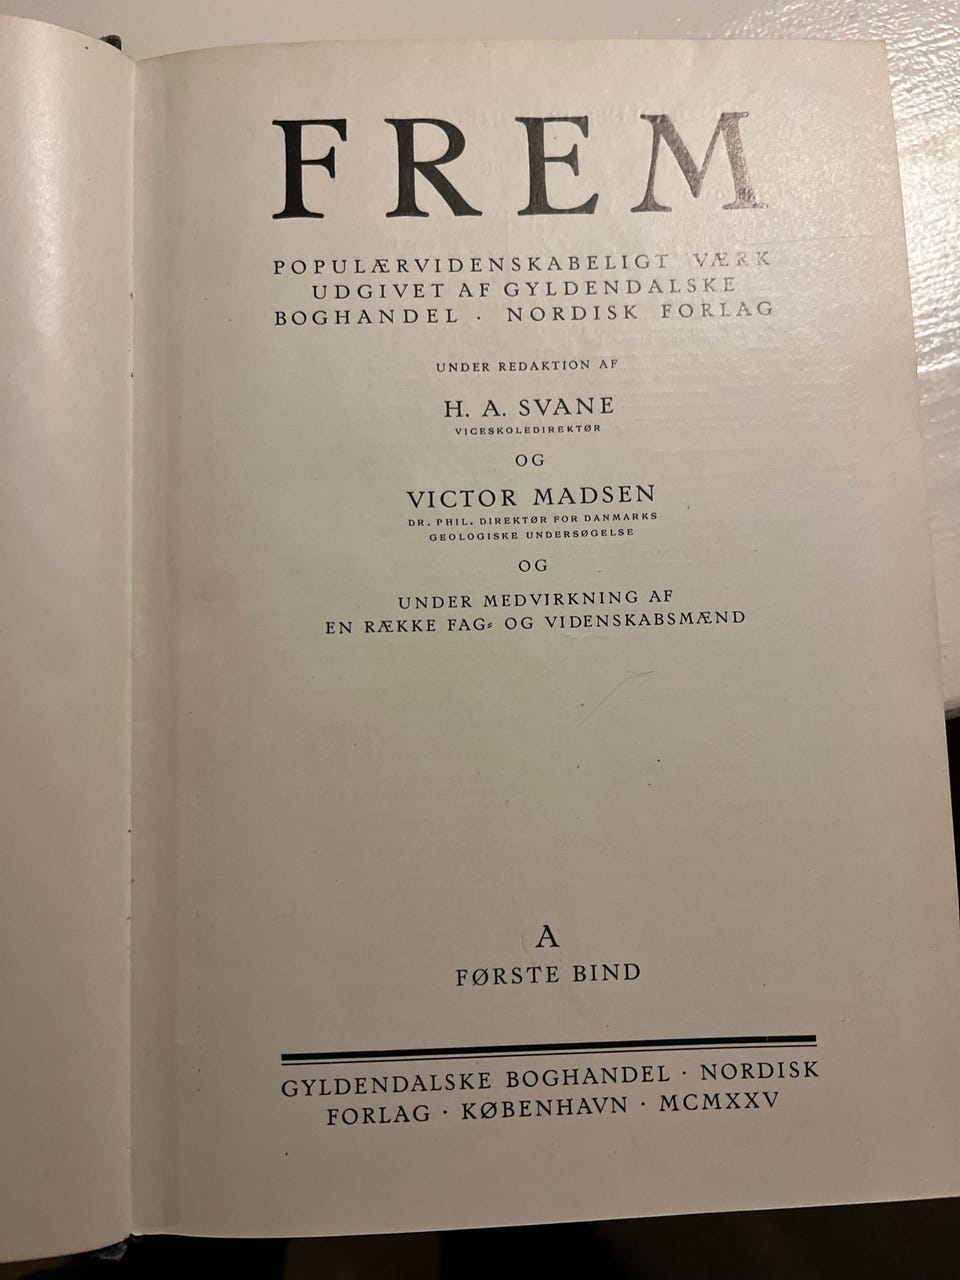 FREM
POPULÆRVIDENSKABELIGT VÆRK
UDGIVET AF GYLDENDALSKE
BOGHANDEL · NORDISK FORLAG
UNDER REDAKTION AF
H. A. SVANE
VICESKOLEDIREKTØR
OG
VICTOR MADSEN
DR. PHIL. DIREKTØR FOR DANMARKS
GEOLOGISKE UNDERSØGELSE
OG
UNDER MEDVIRKNING AF
EN RÆKKE FAG- OG VIDENSKABSMÆND
A
FØRSTE BIND
GYLDENDALSKE BOGHANDEL · NORDISK
FORLAG · KØBENHAVN · MCMXXV